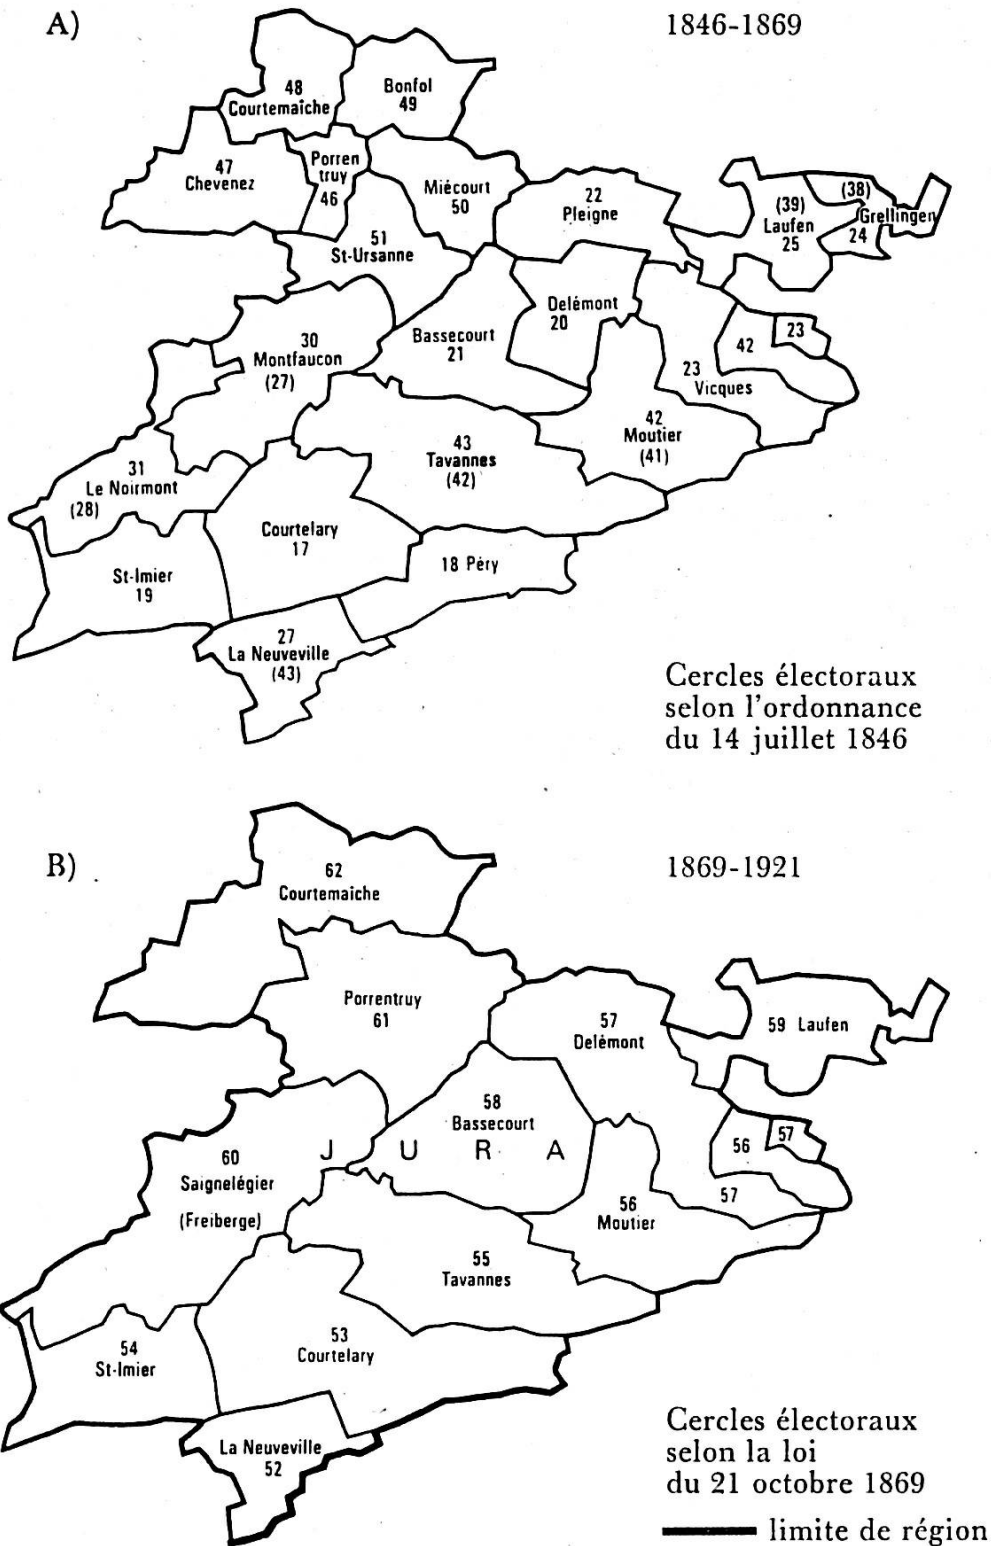 A)
1846-1869
48
Courtemaîche
Bonfol
49
47
Chevenez
Porren
truy
46
Miécourt
50
22
Pleigne
(39)
Laufen
25
(38)
Grellingen
24
51
St-Ursanne
30
Montfaucon
(27)
Bassecourt
21
Delémont
20
23
Vicques
42
23
31
Le Noirmont
(28)
43
Tavannes
(42)
42
Moutier
(41)
Courtelary
17
St-Imier
19
18 Péry
27
La Neuveville
(43)
Cercles électoraux
selon l'ordonnance
du 14 juillet 1846
B)
1869-1921
62
Courtemaîche
Porrentruy
61
57
Delémont
59 Laufen
58
Bassecourt
JURA
60
Saignelégier
(Freiberge)
56
57
57
56
Moutier
55
Tavannes
54
St-Imier
53
Courtelary
La Neuveville
52
Cercles électoraux
selon la loi
du 21 octobre 1869
limite de région